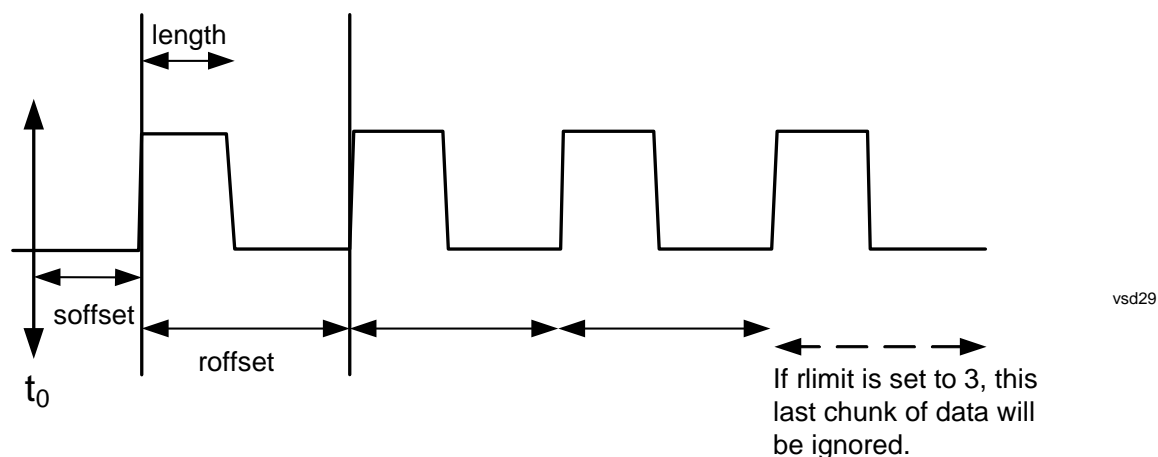 length
soffset
roffset
t₀
vsd29
If rlimit is set to 3, this
last chunk of data will
be ignored.